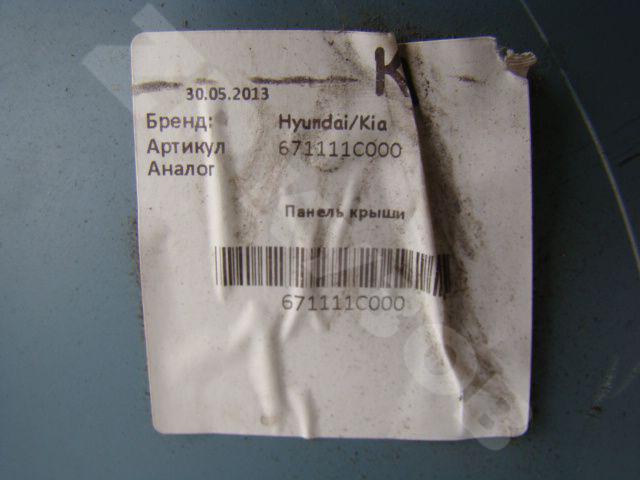 К
30.05.2013
Бренд: Hyundai/Kia
Артикул 671111C000
Аналог
Панель крыши
671111C000